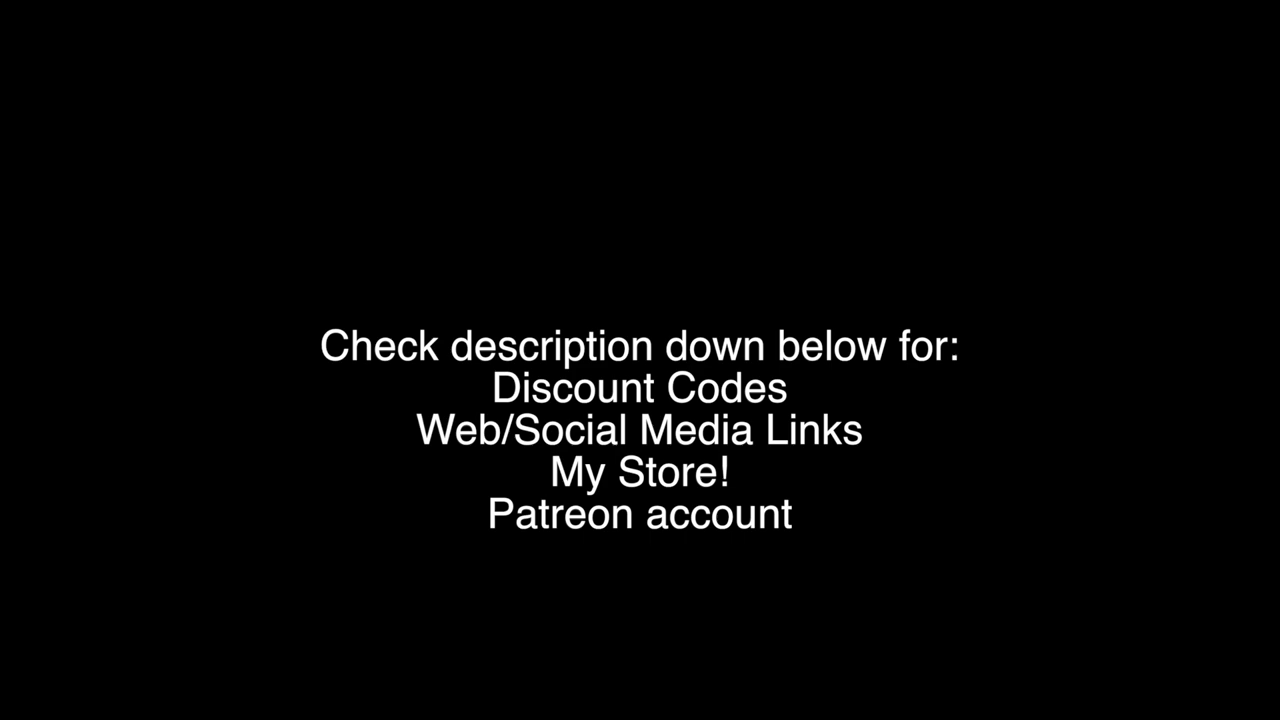 Check description down below for:
Discount Codes
Web/Social Media Links
My Store!
Patreon account